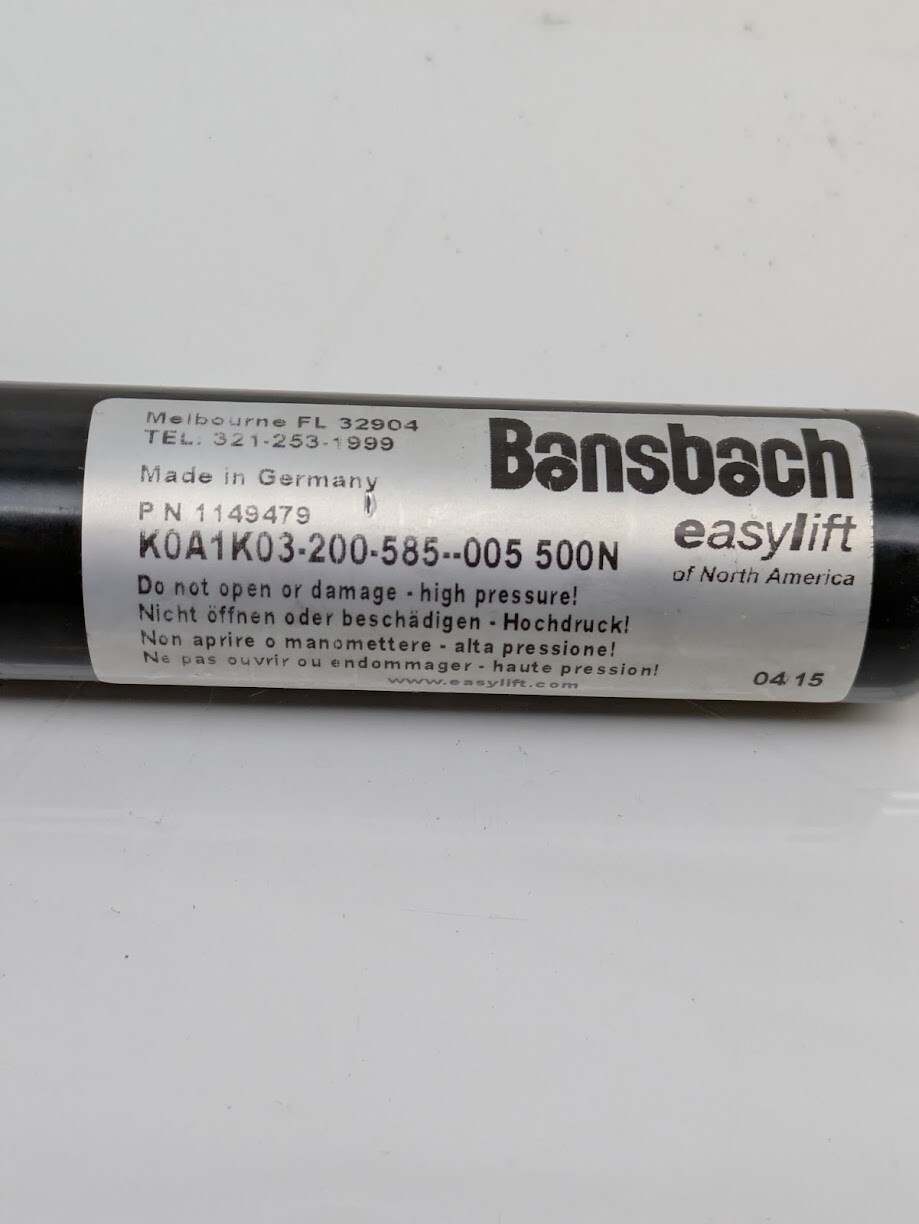 Melbourne FL 32904
TEL. 321-253-1999
Made in Germany
P N 1149479
K0A1K03-200-585--005 500N
Do not open or damage - high pressure!
Nicht öffnen oder beschädigen - Hochdruck!
Non aprire o manomettere - alta pressione!
Ne pas ouvrir ou endommager - haute pression!
www.easylift.com
Bansbach
easylift
of North America
04 15